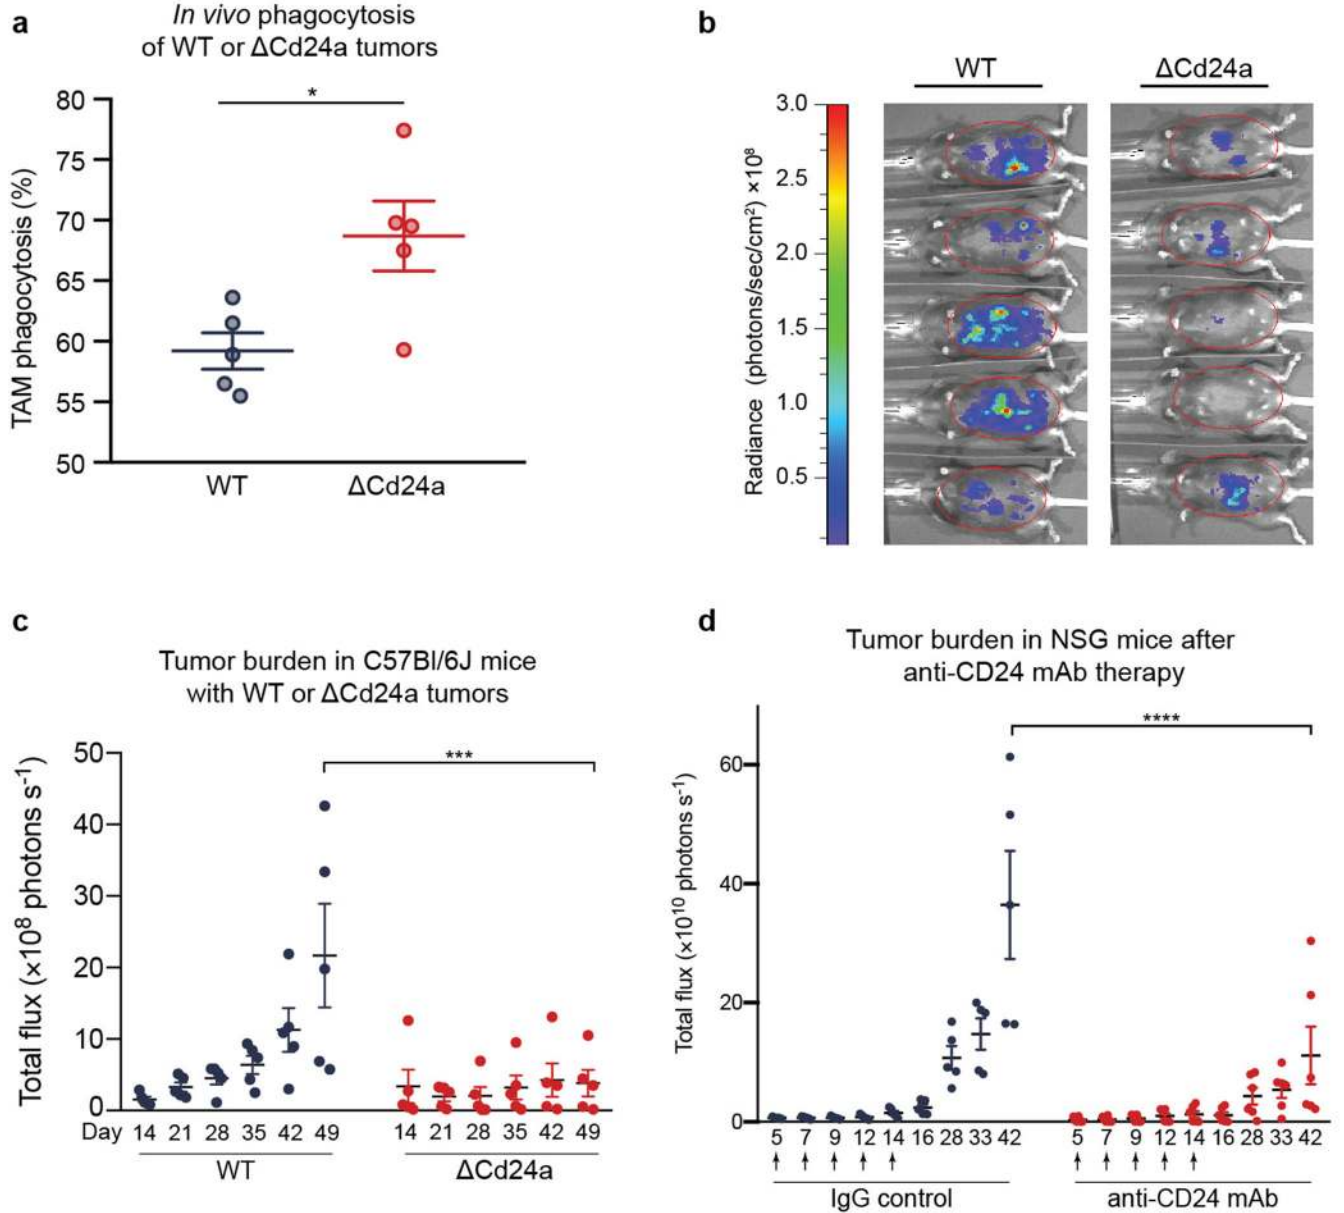 a
In vivo phagocytosis
of WT or ΔCd24a tumors
*
TAM phagocytosis (%)
80
75
70
65
60
55
50
WT
ΔCd24a
b
WT
ΔCd24a
Radiance (photons/sec/cm²) ×10⁸
3.0
2.5
2.0
1.5
1.0
0.5
c
Tumor burden in C57Bl/6J mice
with WT or ΔCd24a tumors
***
Total flux (×10⁸ photons s⁻¹)
50
40
30
20
10
0
Day 14 21 28 35 42 49 14 21 28 35 42 49
WT
ΔCd24a
d
Tumor burden in NSG mice after
anti-CD24 mAb therapy
****
Total flux (×10¹⁰ photons s⁻¹)
60
40
20
0
5 7 9 12 14 16 28 33 42 5 7 9 12 14 16 28 33 42
IgG control
anti-CD24 mAb